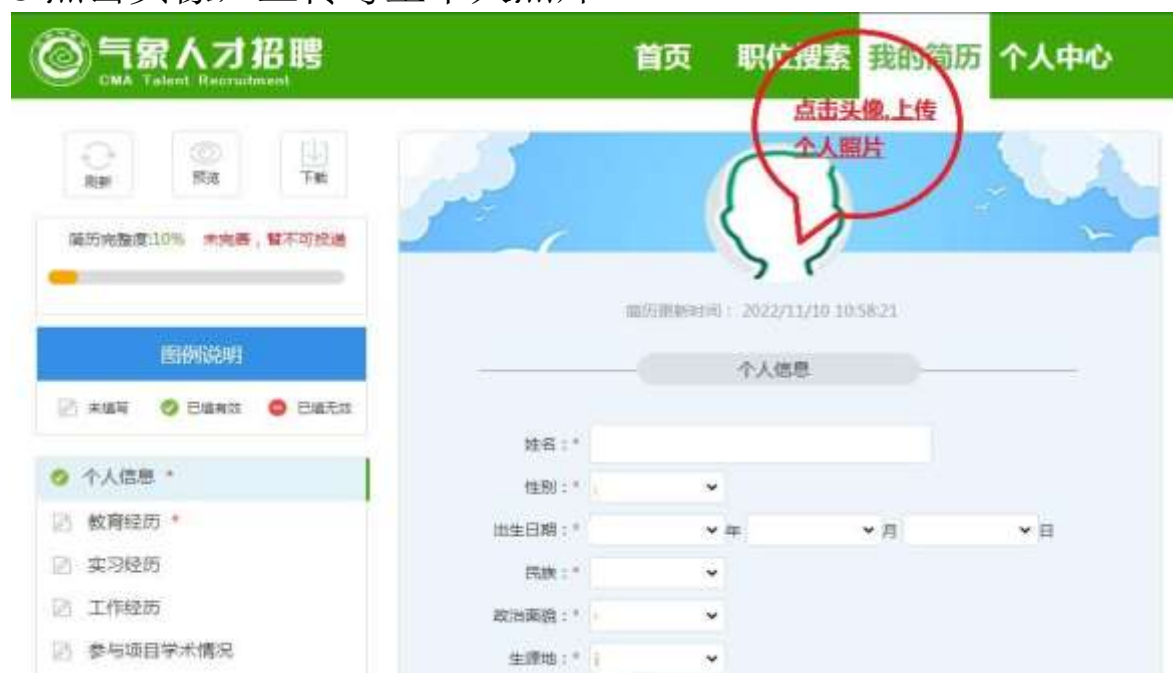 气象人才招聘
CMA Talent Recruitment
首页 职位搜索 我的简历 个人中心
点击头像,上传
个人照片
刷新 预览 下载
简历完整度:10% 未完善，暂不可投递
简历更新时间： 2022/11/10 10:58:21
图例说明
个人信息
未填写 已填有效 已填无效
姓名：*
个人信息 *
性别：*
教育经历 *
出生日期：* 年 月 日
实习经历
民族：*
工作经历
政治面貌：*
参与项目学术情况
生源地：*